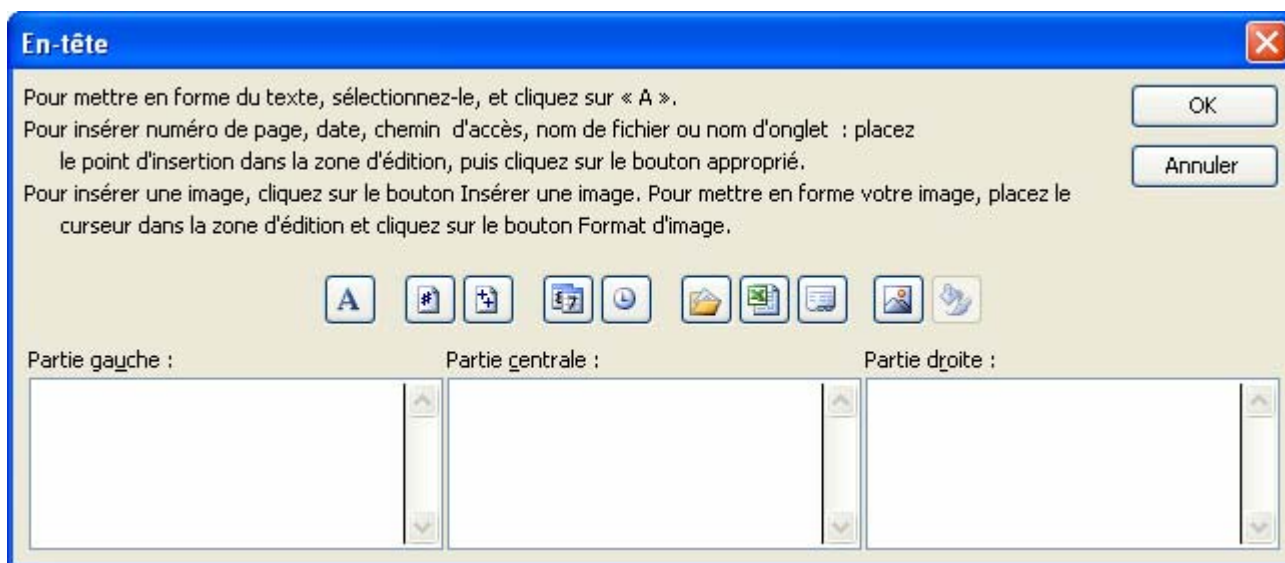 En-tête
Pour mettre en forme du texte, sélectionnez-le, et cliquez sur « A ».
Pour insérer numéro de page, date, chemin d'accès, nom de fichier ou nom d'onglet : placez
le point d'insertion dans la zone d'édition, puis cliquez sur le bouton approprié.
Pour insérer une image, cliquez sur le bouton Insérer une image. Pour mettre en forme votre image, placez le
curseur dans la zone d'édition et cliquez sur le bouton Format d'image.
OK
Annuler
A
Partie gauche :
Partie centrale :
Partie droite :